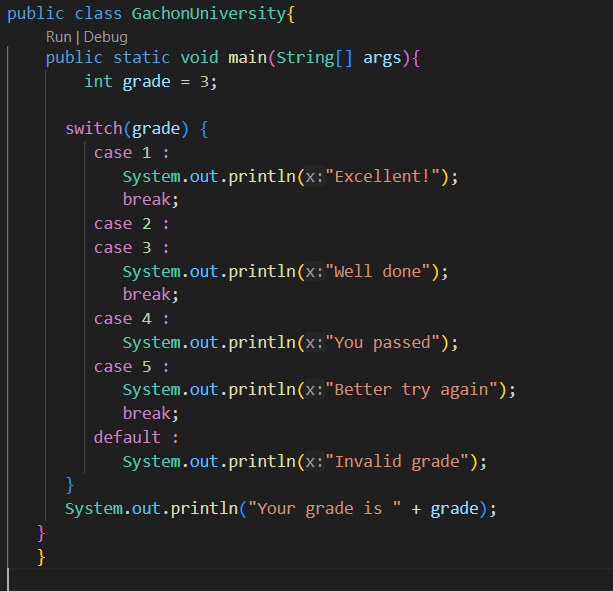 public class GachonUniversity{
Run | Debug
public static void main(String[] args){
int grade = 3;
switch(grade) {
case 1 :
System.out.println(x:"Excellent!");
break;
case 2 :
case 3 :
System.out.println(x:"Well done");
break;
case 4 :
System.out.println(x:"You passed");
case 5 :
System.out.println(x:"Better try again");
break;
default :
System.out.println(x:"Invalid grade");
}
System.out.println("Your grade is " + grade);
}
}